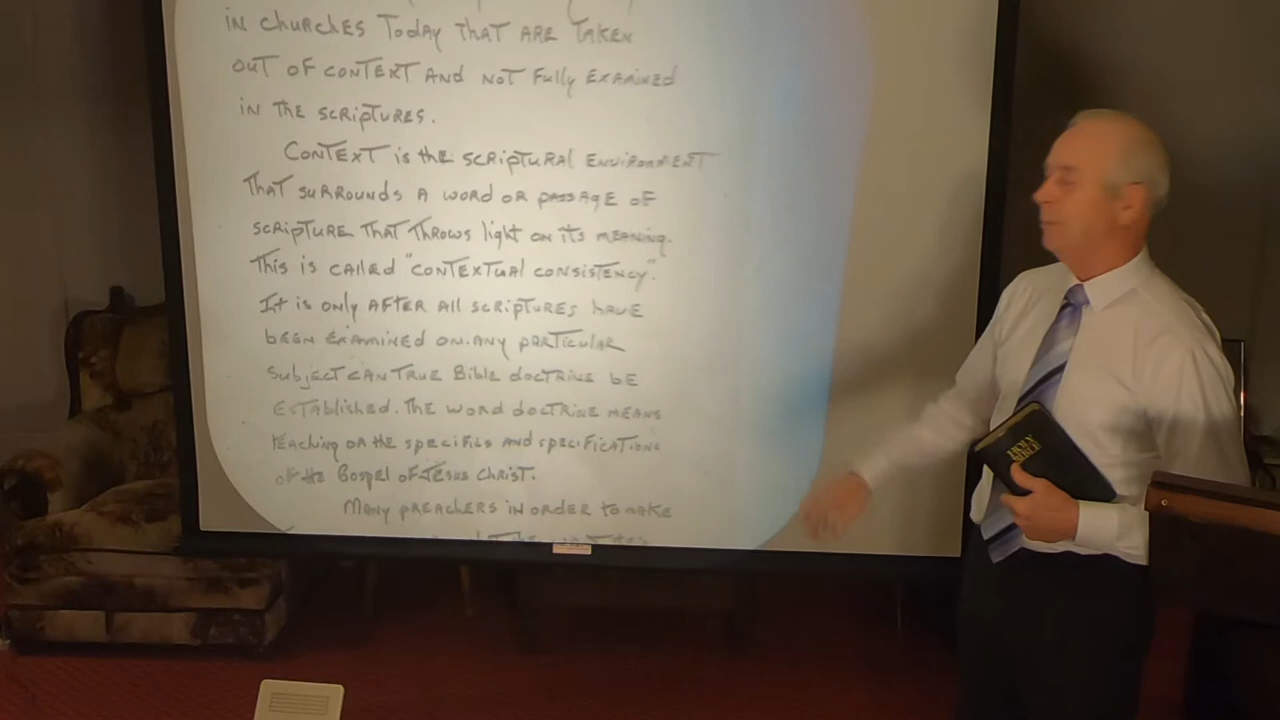 IN CHURCHES TODAY THAT ARE TAKEN
OUT OF CONTEXT AND NOT FULLY EXAMINED
IN THE SCRIPTURES.
CONTEXT IS THE SCRIPTURAL ENVIRONMENT
THAT SURROUNDS A WORD OR PASSAGE OF
SCRIPTURE THAT THROWS LIGHT ON ITS MEANING.
THIS IS CALLED "CONTEXTUAL CONSISTENCY".
IT IS ONLY AFTER ALL SCRIPTURES HAVE
BEEN EXAMINED ON ANY PARTICULAR
SUBJECT CAN TRUE BIBLE DOCTRINE BE
ESTABLISHED. THE WORD DOCTRINE MEANS
TEACHING OR THE SPECIFICS AND SPECIFICATIONS
OF THE GOSPEL OF JESUS CHRIST.
MANY PREACHERS IN ORDER TO MAKE
HOLY
BIBLE